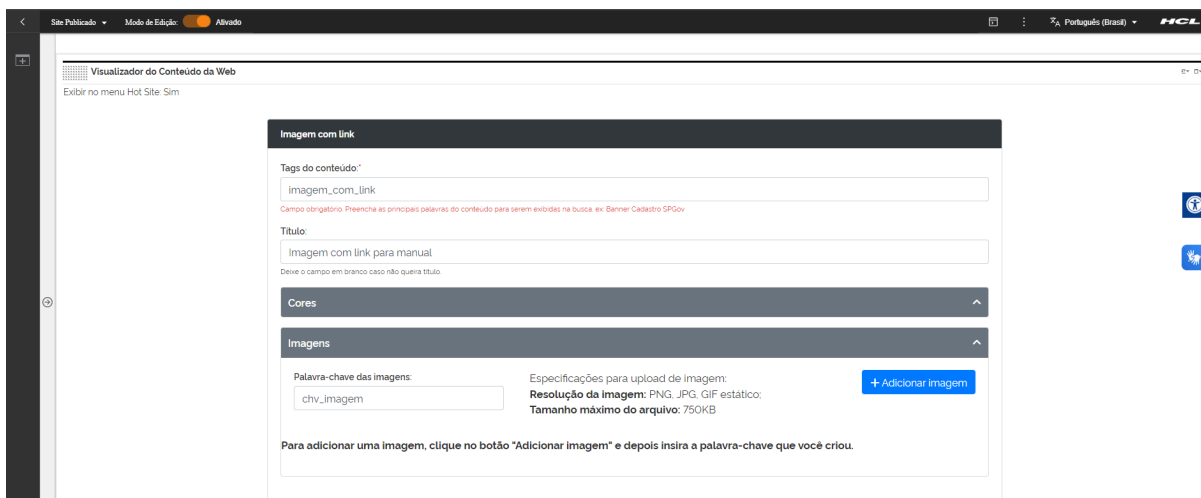 Site Publicado
Modo de Edição:
Ativado
Português (Brasil)
HCL
Visualizador do Conteúdo da Web
Exibir no menu Hot Site: Sim
Imagem com link
Tags do conteúdo:*
imagem_com_link
Campo obrigatório. Preencha as principais palavras do conteúdo para serem exibidas na busca. ex: Banner Cadastro SPGov
Título:
Imagem com link para manual
Deixe o campo em branco caso não queira título.
Cores
Imagens
Palavra-chave das imagens:
chv_imagem
Especificações para upload de imagem:
Resolução da imagem: PNG, JPG, GIF estático;
Tamanho máximo do arquivo: 750KB
+ Adicionar imagem
Para adicionar uma imagem, clique no botão "Adicionar imagem" e depois insira a palavra-chave que você criou.